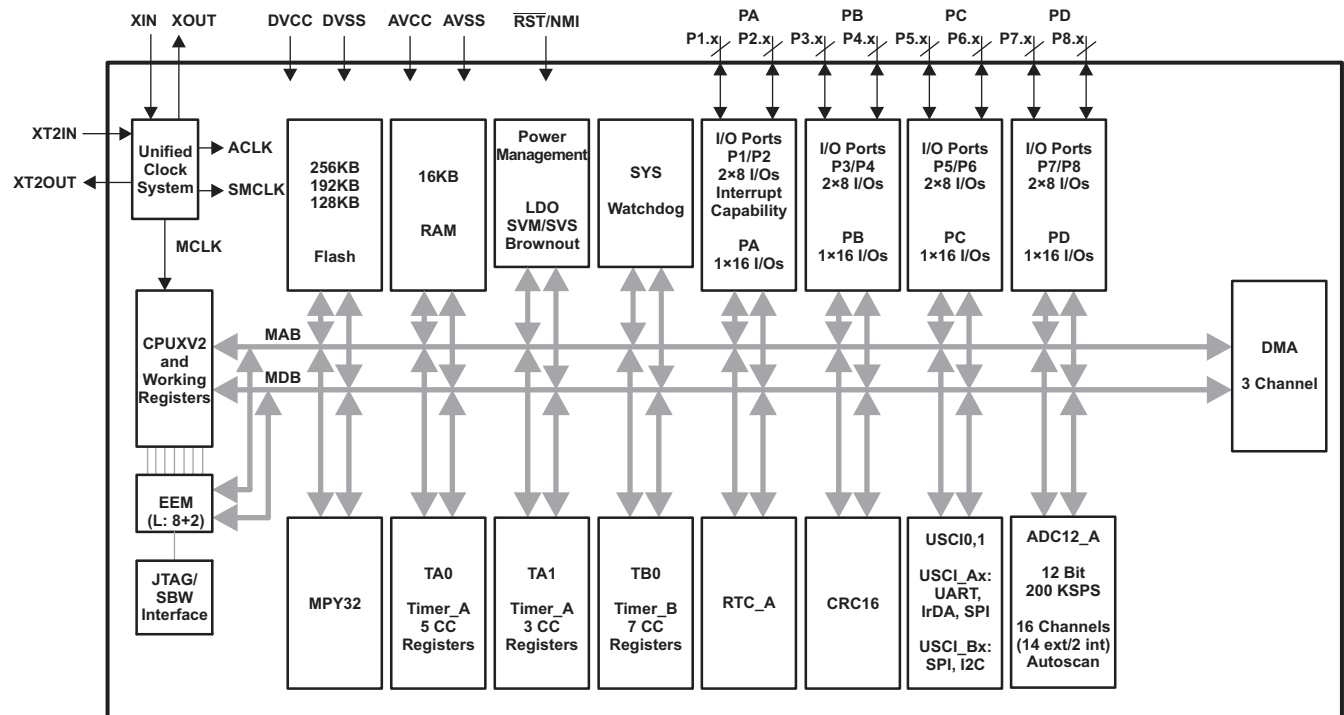 XIN XOUT DVCC DVSS AVCC AVSS RST/NMI
PA PB PC PD
P1.x P2.x P3.x P4.x P5.x P6.x P7.x P8.x
XT2IN
XT2OUT
Unified
Clock
System
ACLK
SMCLK
MCLK
256KB
192KB
128KB
Flash
16KB
RAM
Power
Management
LDO
SVM/SVS
Brownout
SYS
Watchdog
I/O Ports
P1/P2
2×8 I/Os
Interrupt
Capability
PA
1×16 I/Os
I/O Ports
P3/P4
2×8 I/Os
PB
1×16 I/Os
I/O Ports
P5/P6
2×8 I/Os
PC
1×16 I/Os
I/O Ports
P7/P8
2×8 I/Os
PD
1×16 I/Os
CPUXV2
and
Working
Registers
MAB
MDB
DMA
3 Channel
EEM
(L: 8+2)
JTAG/
SBW
Interface
MPY32
TA0
Timer_A
5 CC
Registers
TA1
Timer_A
3 CC
Registers
TB0
Timer_B
7 CC
Registers
RTC_A
CRC16
USCI0,1
USCI_Ax:
UART,
IrDA, SPI
USCI_Bx:
SPI, I2C
ADC12_A
12 Bit
200 KSPS
16 Channels
(14 ext/2 int)
Autoscan